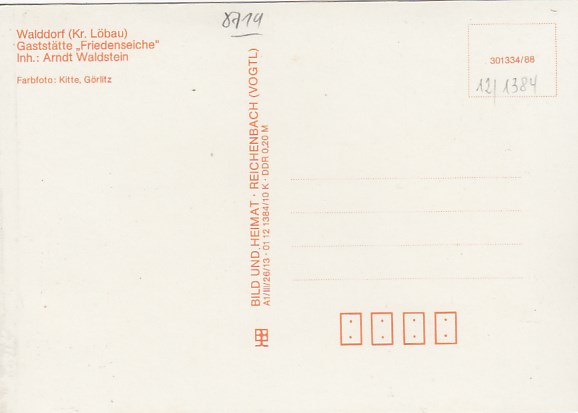 8714
Walddorf (Kr. Löbau)
Gaststätte „Friedenseiche"
Inh.: Arndt Waldstein
Farbfoto: Kitte, Görlitz
BILD UND HEIMAT · REICHENBACH (VOGTL)
A1/III/26/13 · 01 12 1384/10 K · DDR 0,20 M
301334/88
12/1384